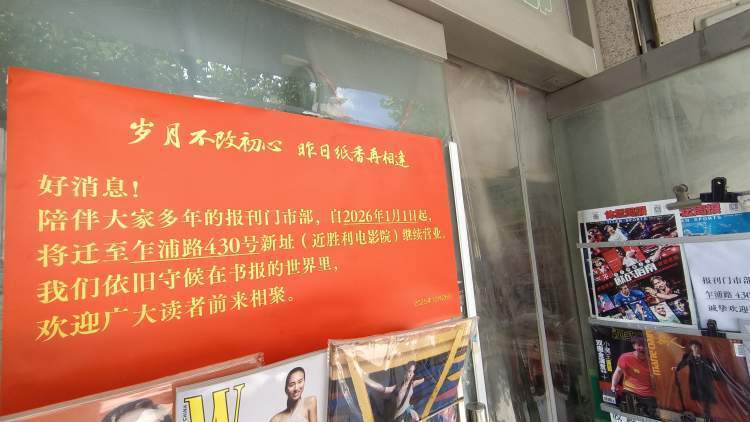 岁月不改初心 昨日纸香再相逢
好消息！
陪伴大家多年的报刊门市部，自2026年1月1日起，
将迁至乍浦路430号新址（近胜利电影院）继续营业。
我们依旧守候在书报的世界里，
欢迎广大读者前来相聚。
报刊门市部
乍浦路430
诚挚欢迎
W